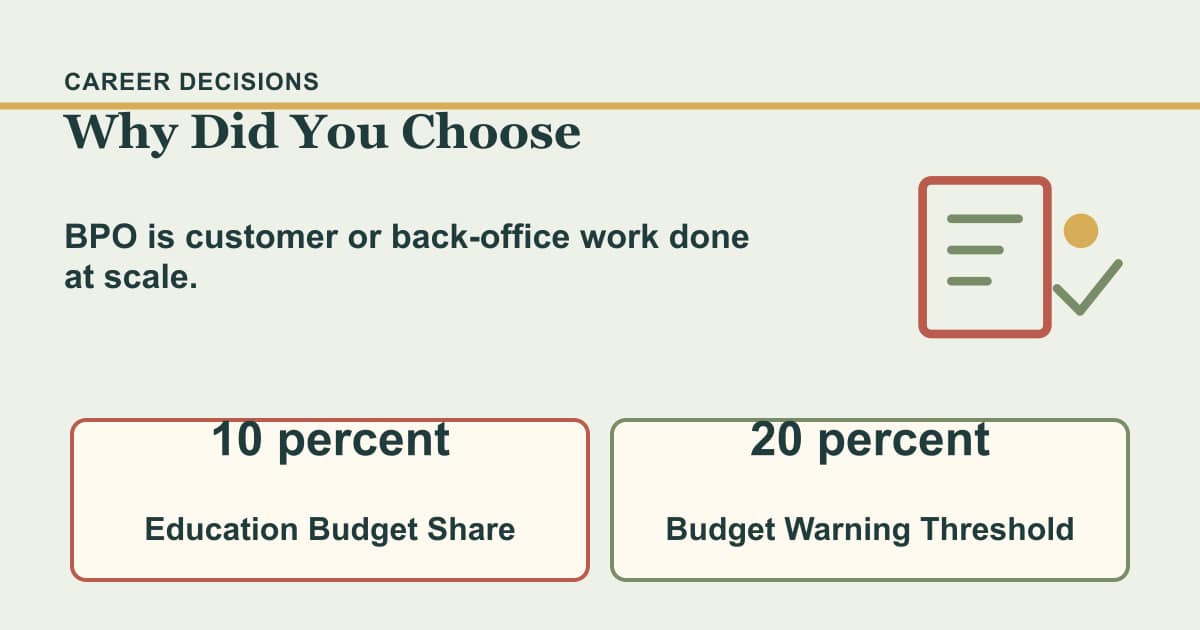 CAREER DECISIONS
Why Did You Choose
BPO is customer or back-office work done
at scale.
10 percent
Education Budget Share
20 percent
Budget Warning Threshold